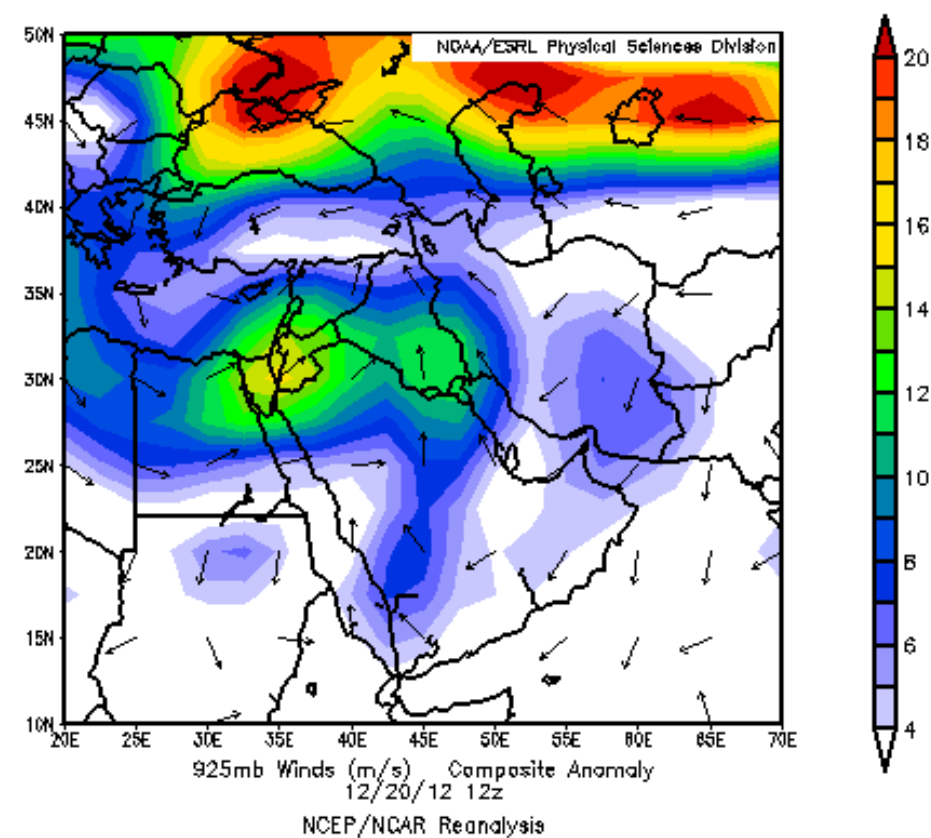 50N
NOAA/ESRL Physical Sciences Division
45N
40N
35N
30N
25N
20N
15N
10N
20E 25E 30E 35E 40E 45E 50E 55E 60E 65E 70E
925mb Winds (m/s) Composite Anomaly
12/20/12 12z
NCEP/NCAR Reanalysis
20
18
16
14
12
10
8
6
4